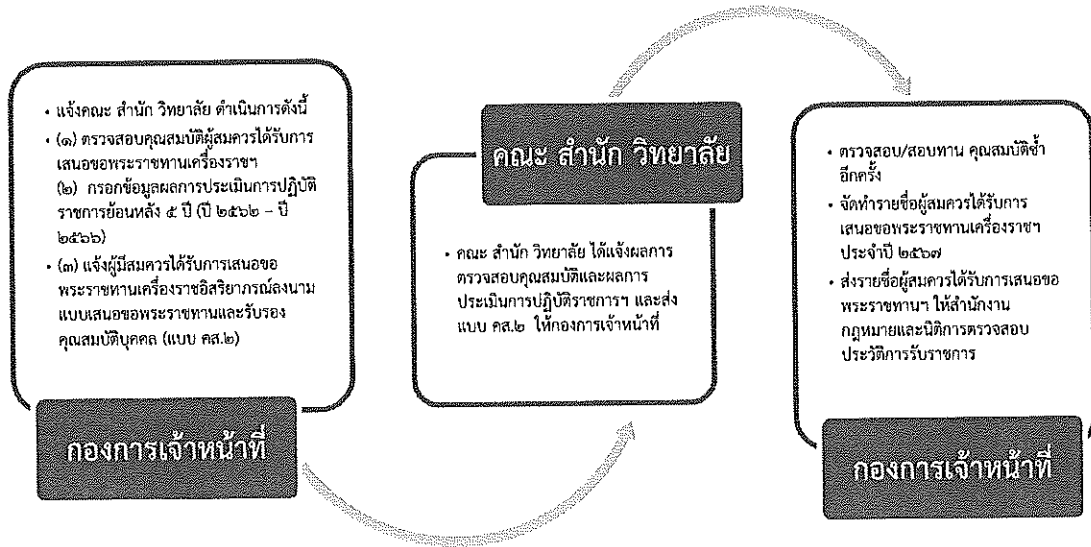 • แจ้งคณะ สำนัก วิทยาลัย ดำเนินการดังนี้
• (๑) ตรวจสอบคุณสมบัติผู้สมควรได้รับการ
เสนอขอพระราชทานเครื่องราชฯ
(๒) กรอกข้อมูลผลการประเมินการปฏิบัติ
ราชการย้อนหลัง ๕ ปี (ปี ๒๕๖๒ – ปี
๒๕๖๖)
• (๓) แจ้งผู้มีสมควรได้รับการเสนอขอ
พระราชทานเครื่องราชอิสริยาภรณ์ลงนาม
แบบเสนอขอพระราชทานและรับรอง
คุณสมบัติบุคคล (แบบ คส.๒)
กองการเจ้าหน้าที่
คณะ สำนัก วิทยาลัย
• คณะ สำนัก วิทยาลัย ได้แจ้งผลการ
ตรวจสอบคุณสมบัติและผลการ
ประเมินการปฏิบัติราชการฯ และส่ง
แบบ คส.๒ ให้กองการเจ้าหน้าที่
• ตรวจสอบ/สอบทาน คุณสมบัติซ้ำ
อีกครั้ง
• จัดทำรายชื่อผู้สมควรได้รับการ
เสนอขอพระราชทานเครื่องราชฯ
ประจำปี ๒๕๖๗
• ส่งรายชื่อผู้สมควรได้รับการเสนอขอ
พระราชทานฯ ให้สำนักงาน
กฎหมายและนิติการตรวจสอบ
ประวัติการรับราชการ
กองการเจ้าหน้าที่